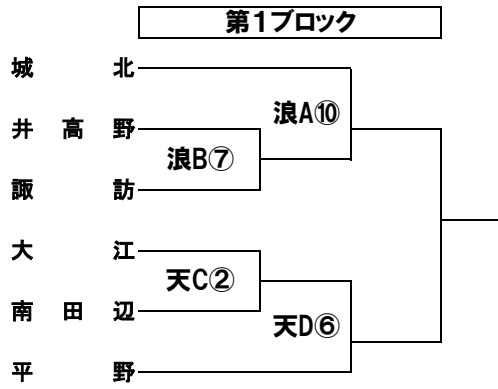 第1ブロック
城北
浪A⑩
井高野
浪B⑦
諏訪
大江
天C②
南田辺
天D⑥
平野